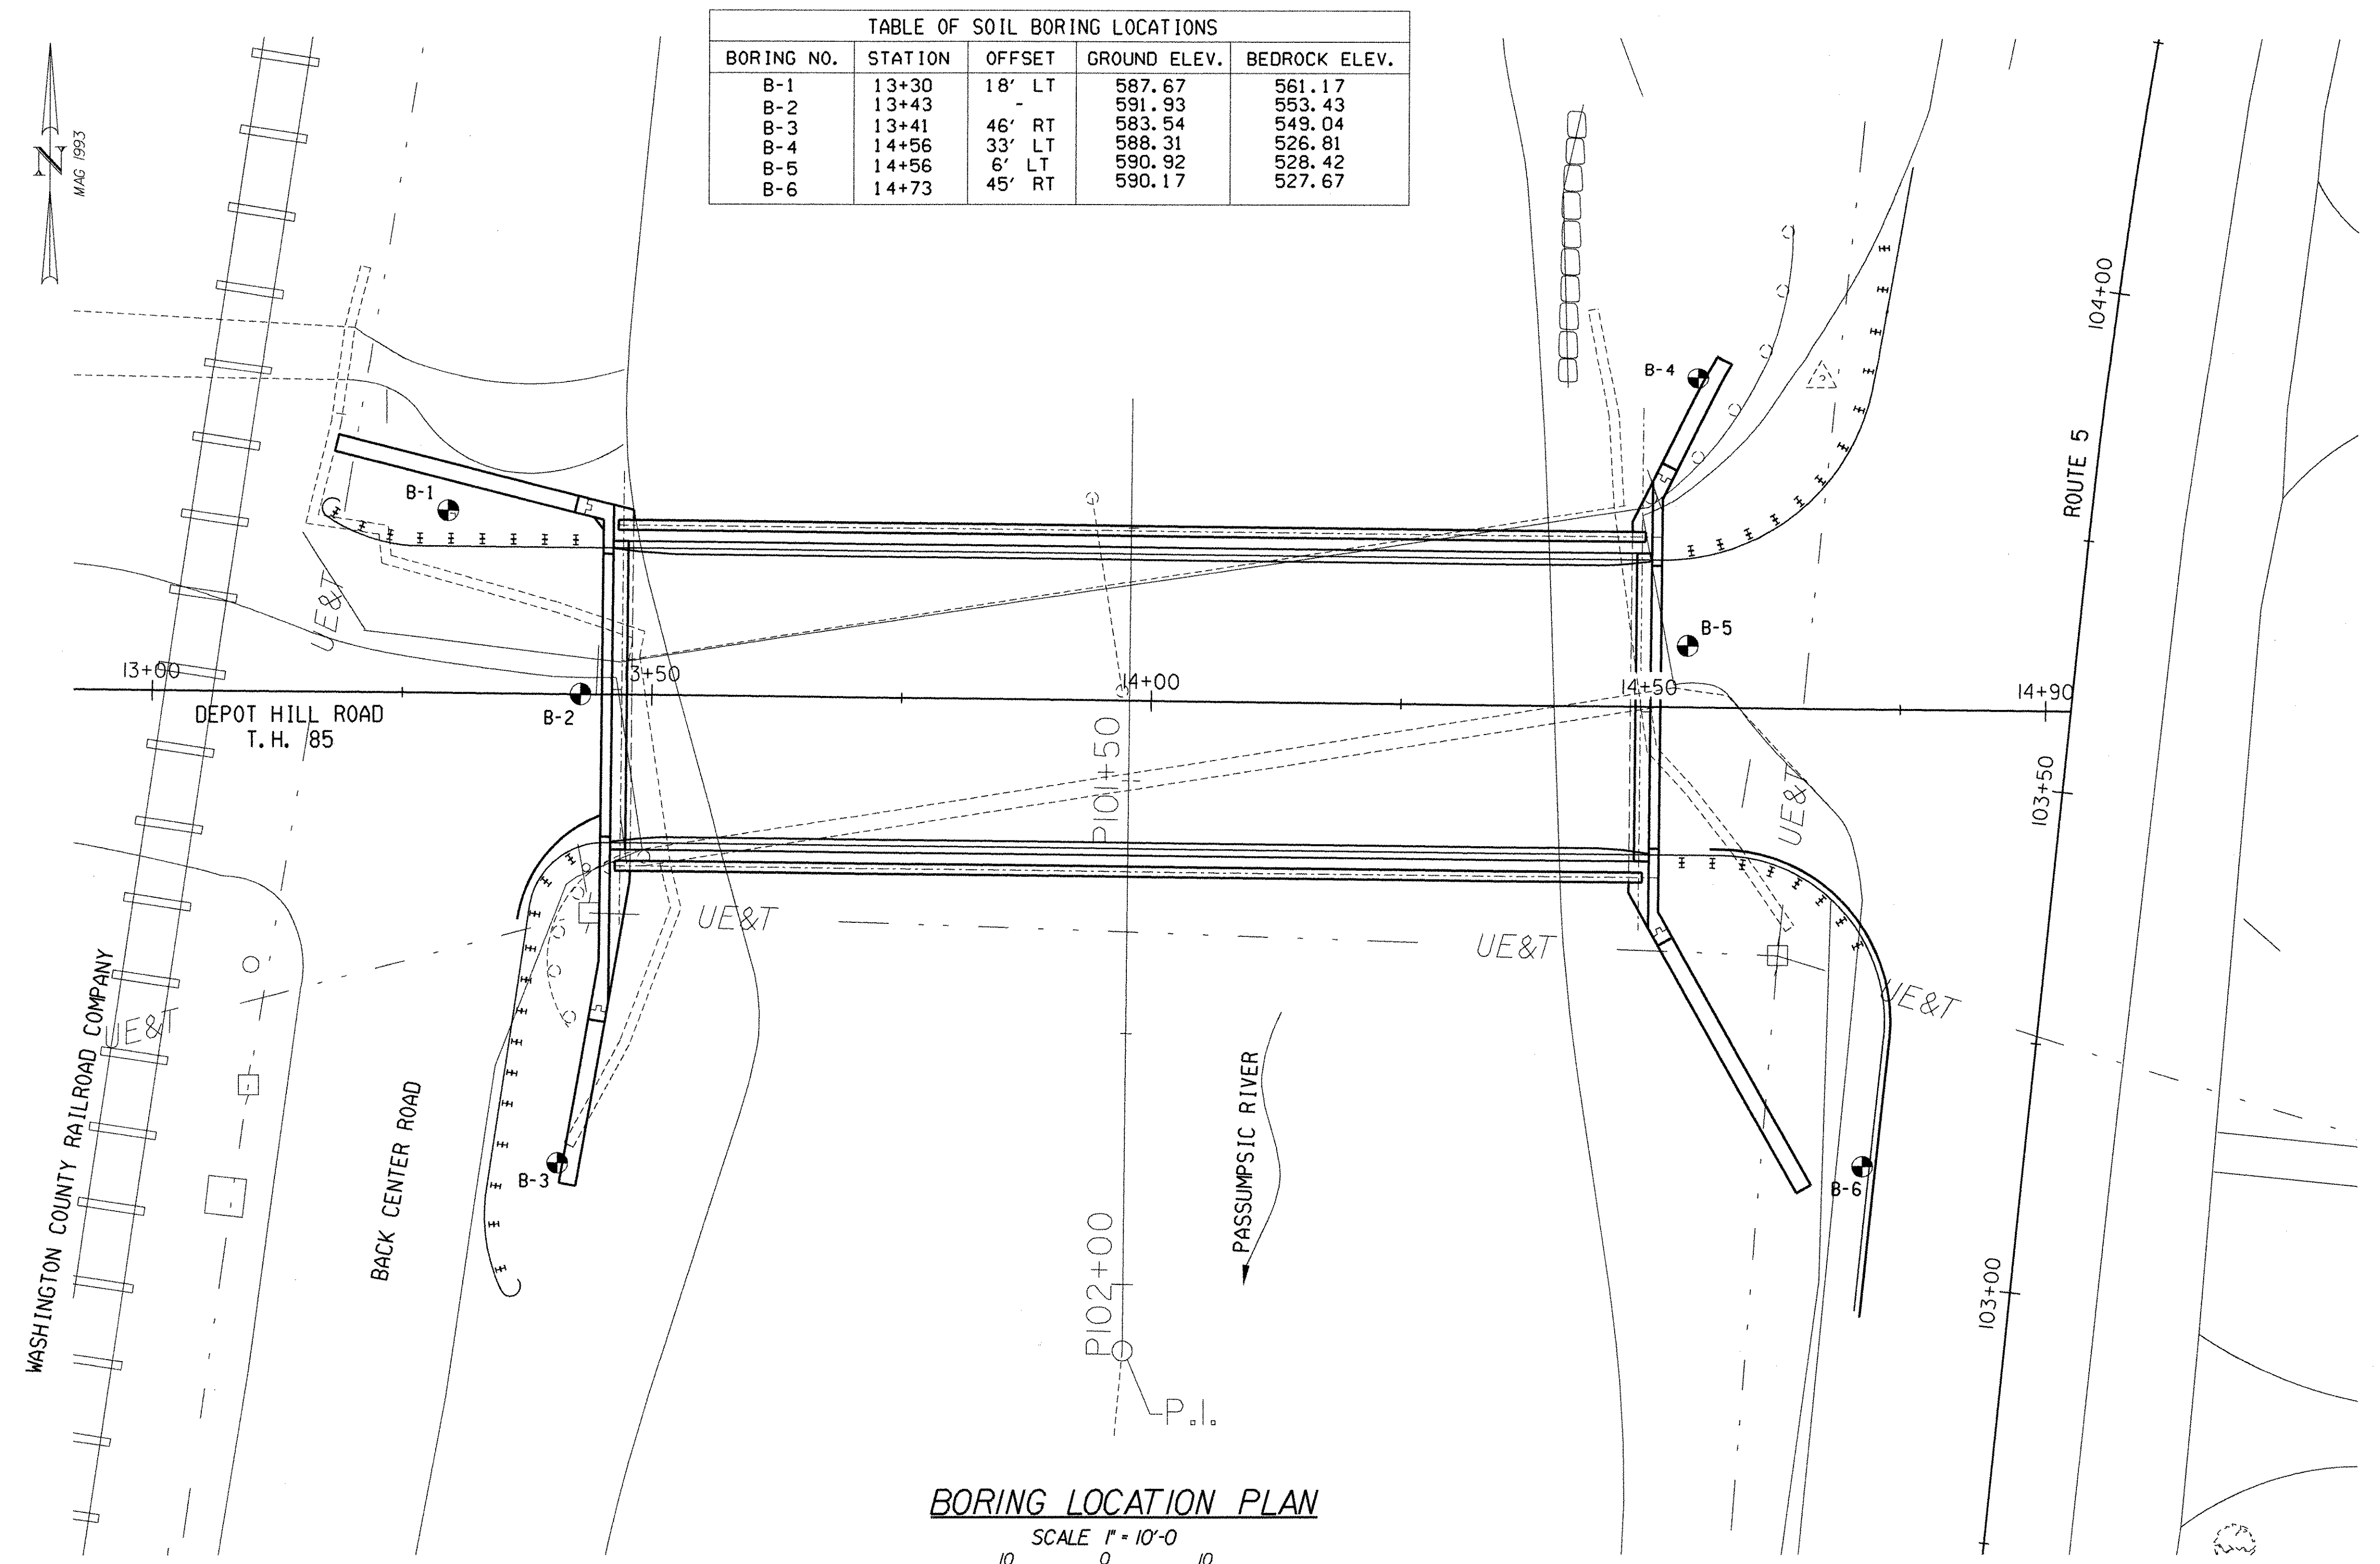 TABLE OF SOIL BORING LOCATIONS
BORING NO. STATION OFFSET GROUND ELEV. BEDROCK ELEV.
B-1 13+30 18' LT 587.67 561.17
B-2 13+43 - 591.93 553.43
B-3 13+41 46' RT 583.54 549.04
B-4 14+56 33' LT 588.31 526.81
B-5 14+56 6' LT 590.92 528.42
B-6 14+73 45' RT 590.17 527.67
N
MAG 1993
104+00
B-4
ROUTE 5
B-1
UE&T
B-5
13+00
3+50
14+00
14+50
14+90
DEPOT HILL ROAD
T.H. 85
B-2
P101+50
UE&T
103+50
UE&T
UE&T
UE&T
UE&T
WASHINGTON COUNTY RAILROAD COMPANY
BACK CENTER ROAD
B-3
PASSUMPSIC RIVER
B-6
P102+00
103+00
P.I.
BORING LOCATION PLAN
SCALE 1" = 10'-0
10 0 10